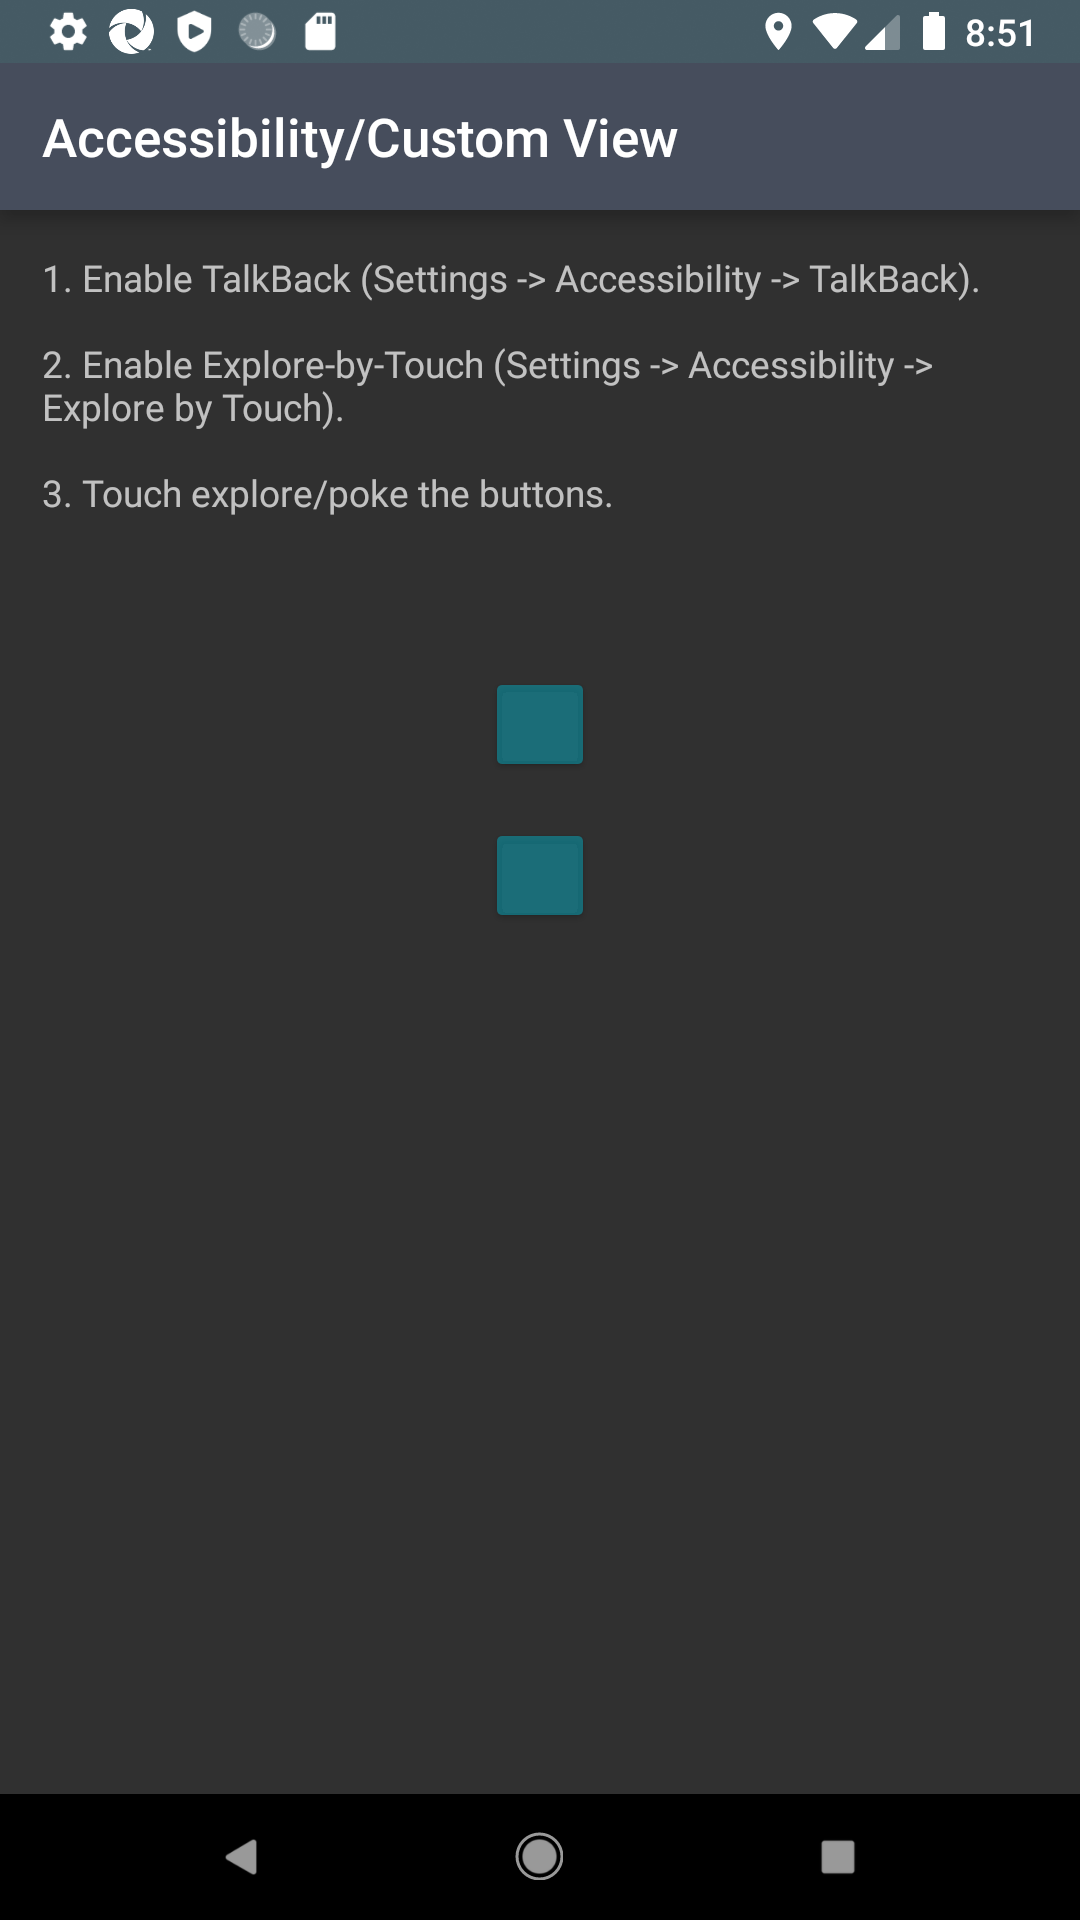 8:51
Accessibility/Custom View
1. Enable TalkBack (Settings -> Accessibility -> TalkBack).
2. Enable Explore-by-Touch (Settings -> Accessibility ->
Explore by Touch).
3. Touch explore/poke the buttons.